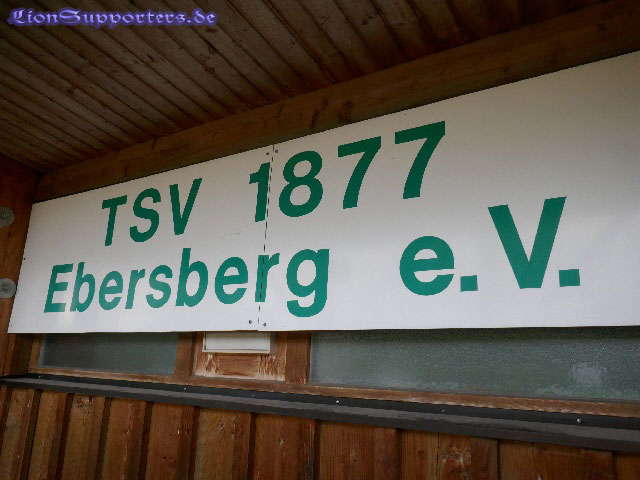 LionSupporters.de
TSV 1877
Ebersberg e.V.